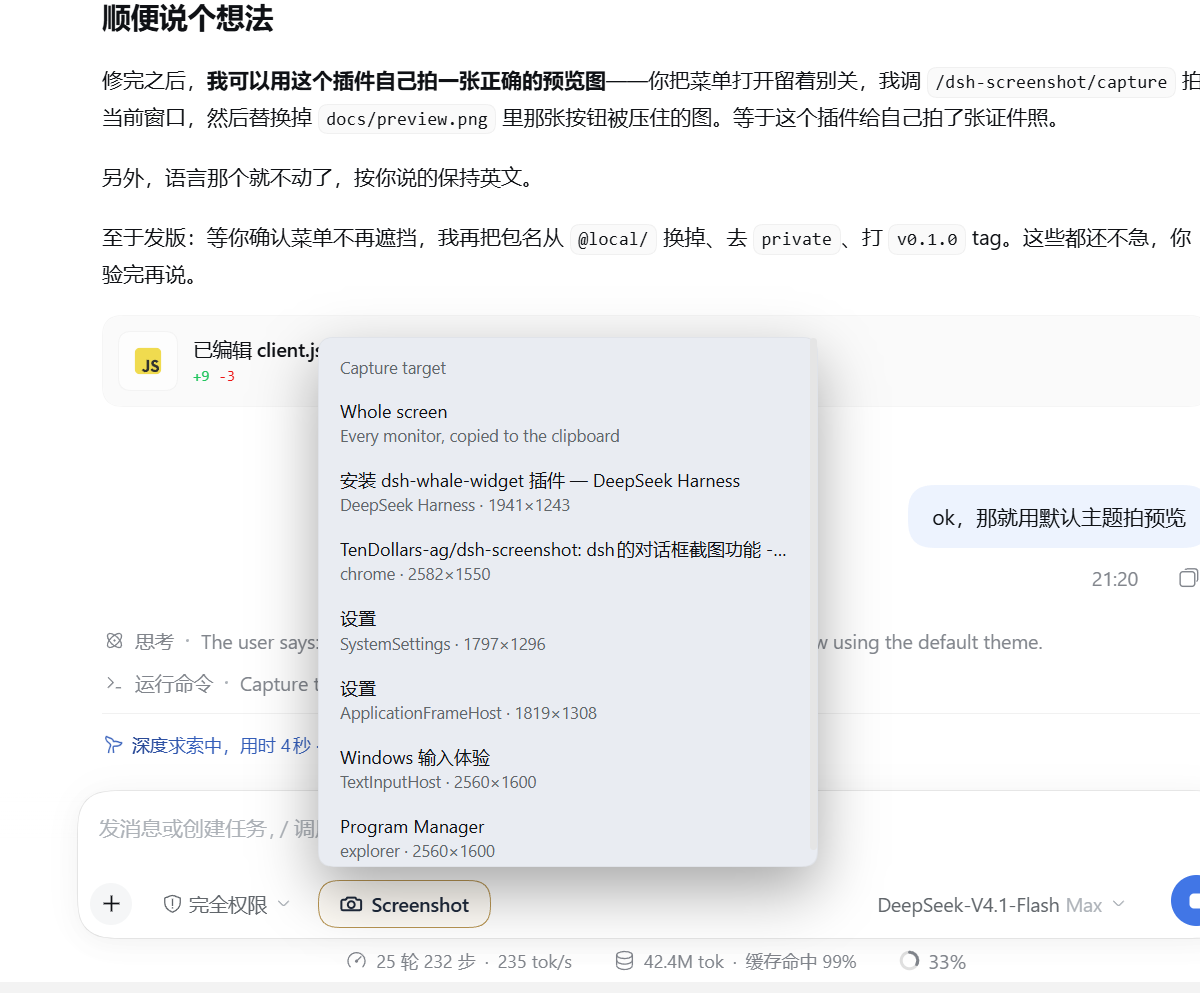 顺便说个想法
修完之后，我可以用这个插件自己拍一张正确的预览图——你把菜单打开留着别关，我调 /dsh-screenshot/capture 拍
当前窗口，然后替换掉 docs/preview.png 里那张按钮被压住的图。等于这个插件给自己拍了张证件照。
另外，语言那个就不动了，按你说的保持英文。
至于发版：等你确认菜单不再遮挡，我再把包名从 @local/ 换掉、去 private 、打 v0.1.0 tag。这些都还不急，你
验完再说。
JS
已编辑 client.js
+9 -3
Capture target
Whole screen
Every monitor, copied to the clipboard
安装 dsh-whale-widget 插件 — DeepSeek Harness
DeepSeek Harness · 1941×1243
TenDollars-ag/dsh-screenshot: dsh的对话框截图功能 -...
chrome · 2582×1550
设置
SystemSettings · 1797×1296
设置
ApplicationFrameHost · 1819×1308
Windows 输入体验
TextInputHost · 2560×1600
Program Manager
explorer · 2560×1600
ok，那就用默认主题拍预览
21:20
思考 · The user says: w using the default theme.
运行命令 · Capture t
深度求索中，用时 4秒 ·
发消息或创建任务, / 调
完全权限
Screenshot
DeepSeek-V4.1-Flash Max
25 轮 232 步 · 235 tok/s
42.4M tok · 缓存命中 99%
33%